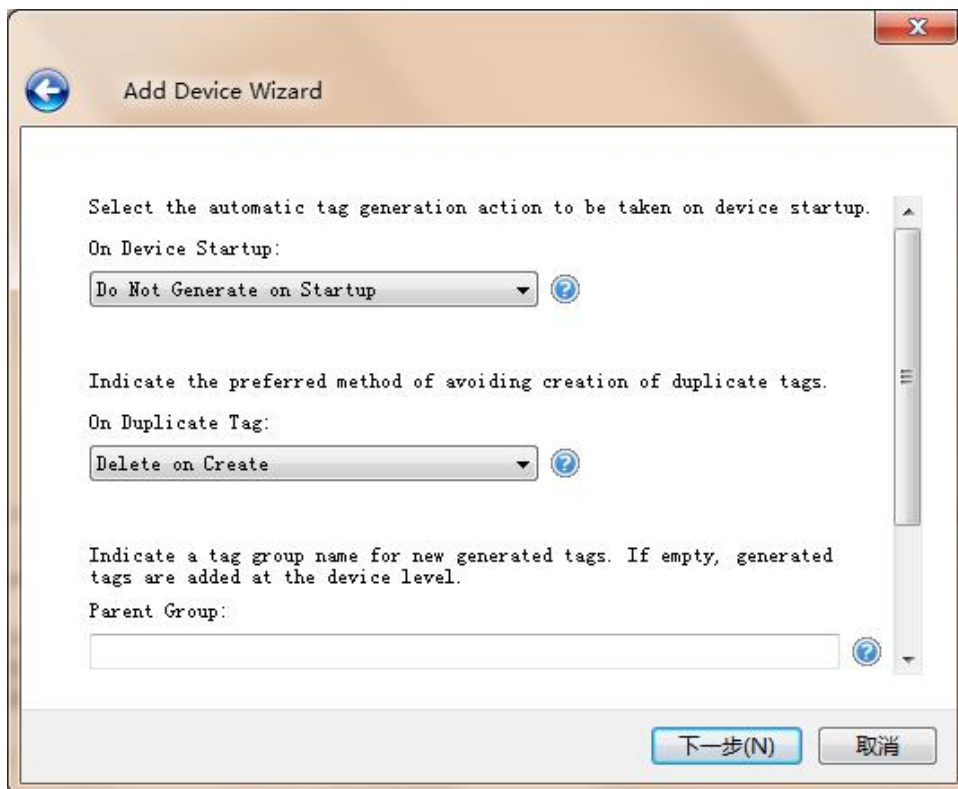 Add Device Wizard
Select the automatic tag generation action to be taken on device startup.
On Device Startup:
Do Not Generate on Startup
Indicate the preferred method of avoiding creation of duplicate tags.
On Duplicate Tag:
Delete on Create
Indicate a tag group name for new generated tags. If empty, generated
tags are added at the device level.
Parent Group:
下一步(N)
取消